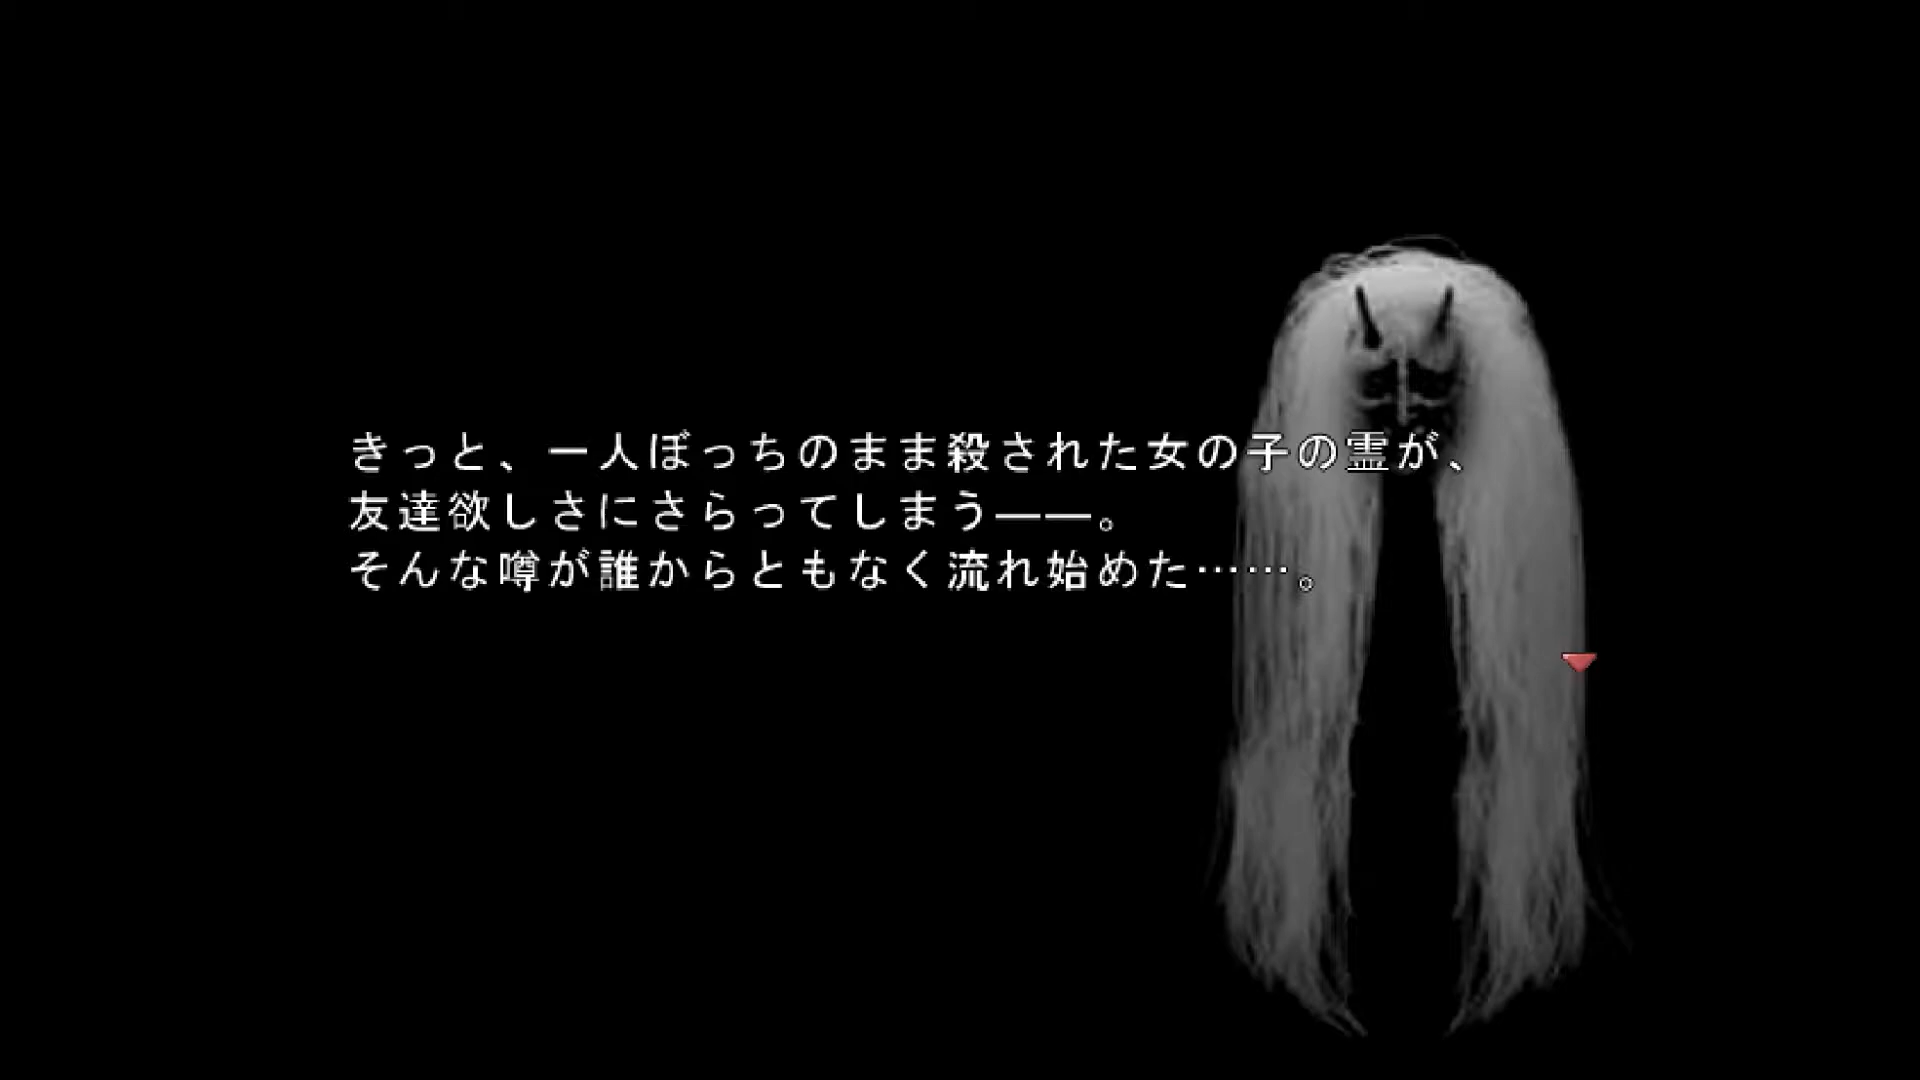 きっと、一人ぼっちのまま殺された女の子の霊が、
友達欲しさにさらってしまう――。
そんな噂が誰からともなく流れ始めた……。